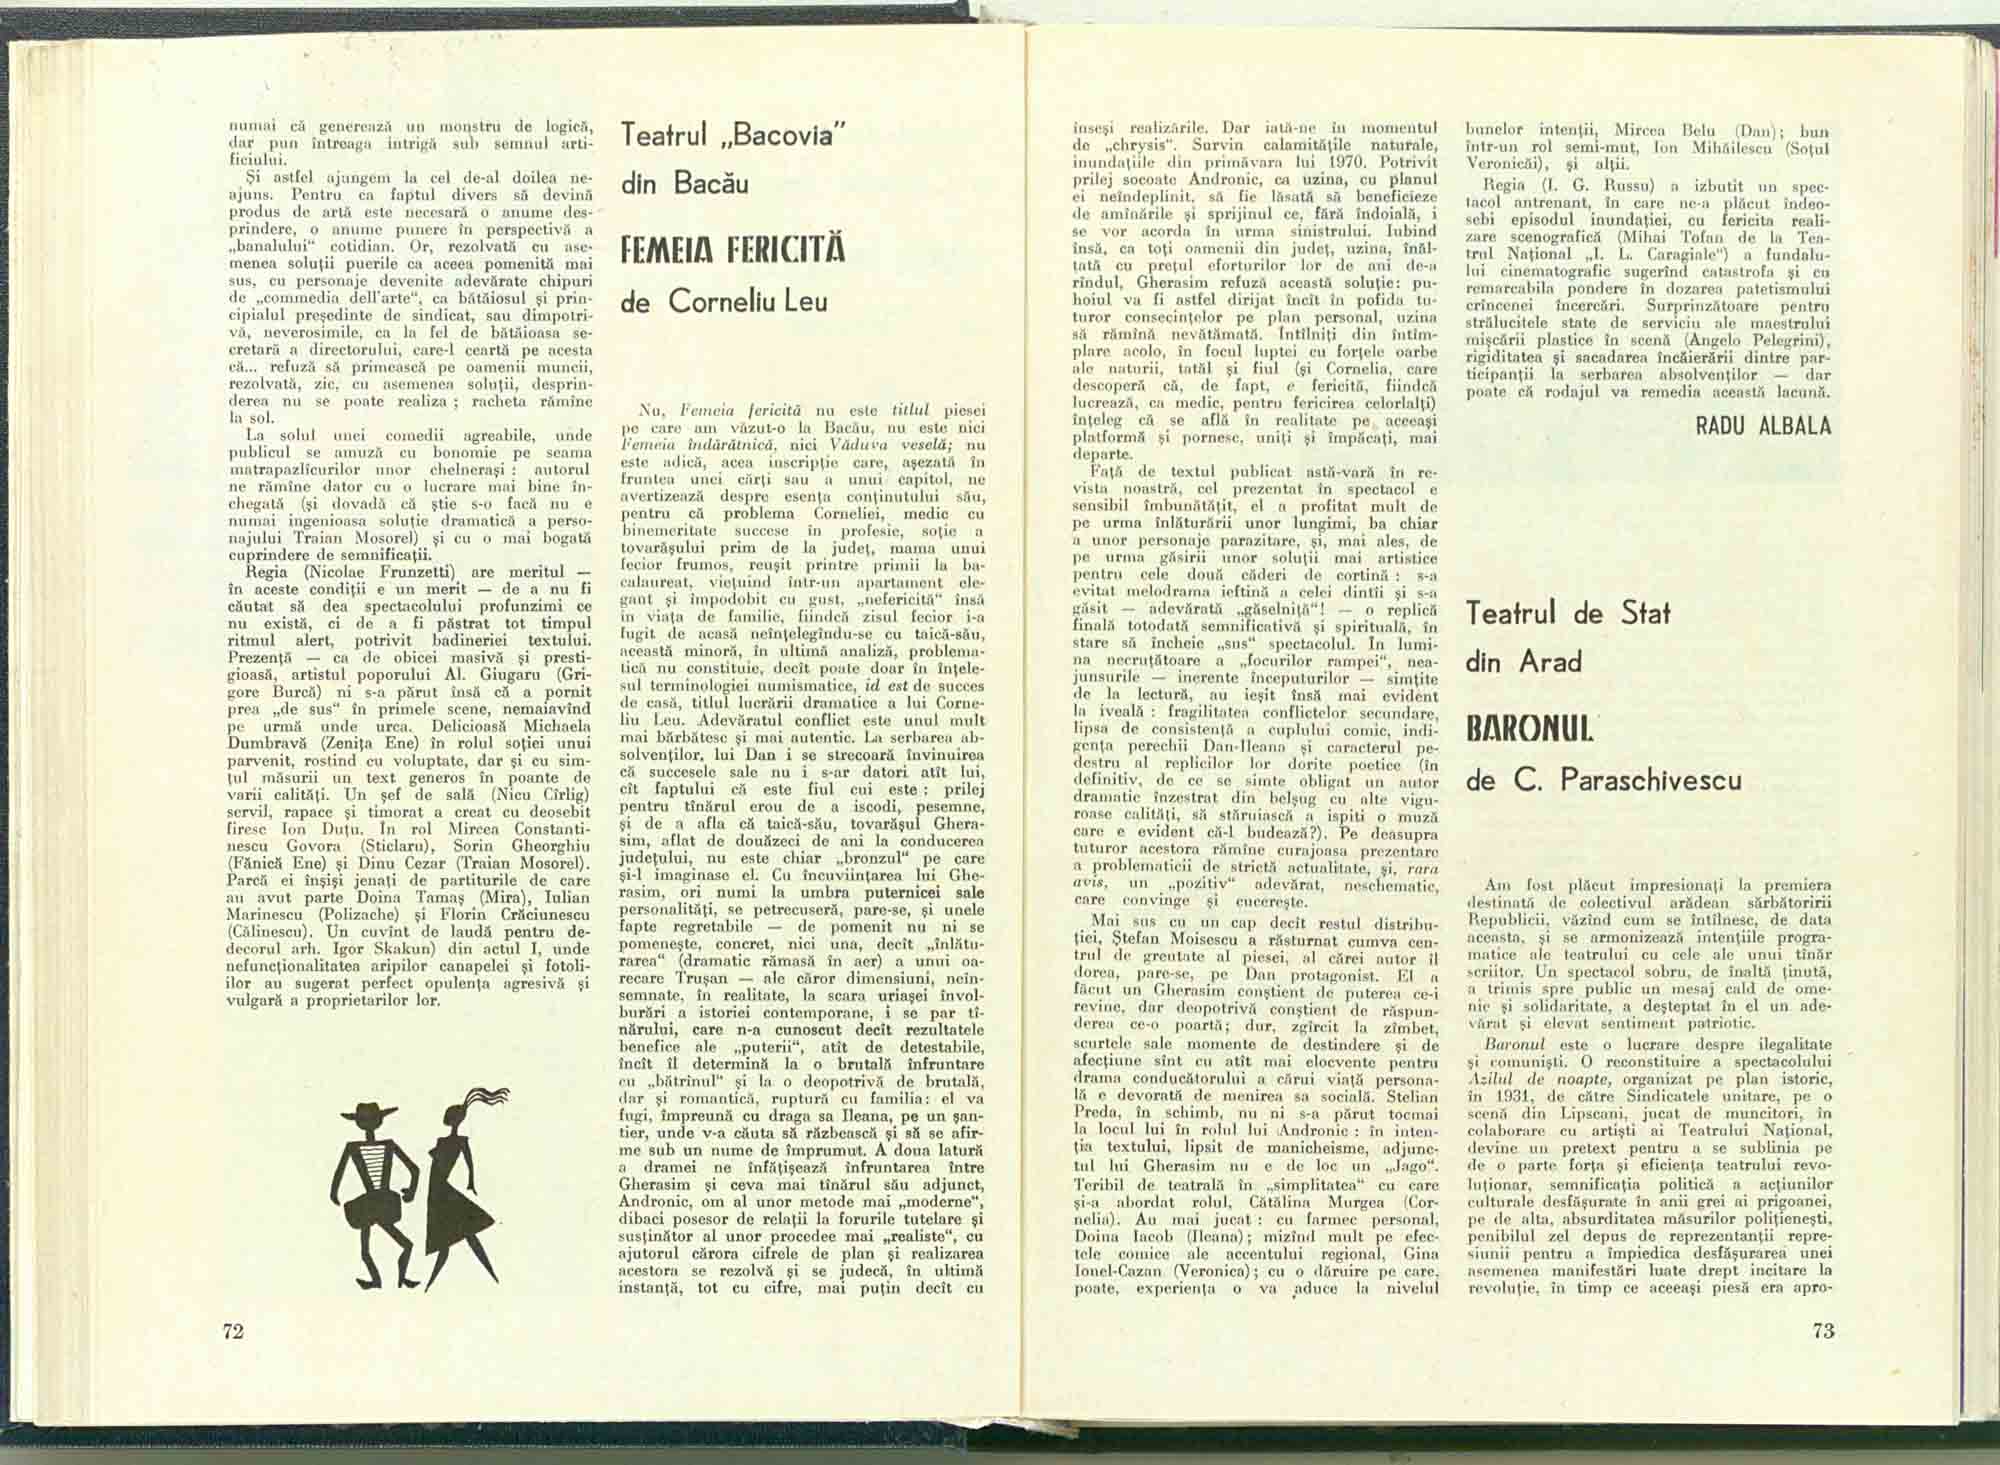 numai că generează un monstru de logică,
dar pun întreaga intrigă sub semnul arti-
ficiului.
Și astfel ajungem la cel de-al doilea ne-
ajuns. Pentru ca faptul divers să devină
produs de artă este necesară o anume des-
prindere, o anume punere în perspectivă a
„banalului“ cotidian. Or, rezolvată cu ase-
menea soluții puerile ca aceea pomenită mai
sus, cu personaje devenite adevărate chipuri
de „commedia dell'arte“, ca bătăiosul și prin-
cipialul președinte de sindicat, sau dimpotri-
vă, neverosimile, ca la fel de bătăioasa se-
cretară a directorului, care-l ceartă pe acesta
că... refuză să primească pe oamenii muncii,
rezolvată, zic, cu asemenea soluții, desprin-
derea nu se poate realiza ; racheta rămîne
la sol.
La solul unei comedii agreabile, unde
publicul se amuză cu bonomie pe seama
matrapazlîcurilor unor chelnerași : autorul
ne rămîne dator cu o lucrare mai bine în-
chegată (și dovadă că știe s-o facă nu e
numai ingenioasa soluție dramatică a perso-
najului Traian Mosorel) și cu o mai bogată
cuprindere de semnificații.
Regia (Nicolae Frunzetti) are meritul —
în aceste condiții e un merit — de a nu fi
căutat să dea spectacolului profunzimi ce
nu există, ci de a fi păstrat tot timpul
ritmul alert, potrivit badineriei textului.
Prezență — ca de obicei masivă și presti-
gioasă, artistul poporului Al. Giugaru (Gri-
gore Burcă) ni s-a părut însă că a pornit
prea „de sus“ în primele scene, nemaiavînd
pe urmă unde urca. Delicioasă Michaela
Dumbravă (Zenița Ene) în rolul soției unui
parvenit, rostind cu voluptate, dar și cu sim-
țul măsurii un text generos în poante de
varii calități. Un șef de sală (Nicu Cîrlig)
servil, rapace și timorat a creat cu deosebit
firesc Ion Duțu. În rol Mircea Constanti-
nescu Govora (Sticlaru), Sorin Gheorghiu
(Fănică Ene) și Dinu Cezar (Traian Mosorel).
Parcă ei înșiși jenați de partiturile de care
au avut parte Doina Tamaș (Mira), Iulian
Marinescu (Polizache) și Florin Crăciunescu
(Călinescu). Un cuvînt de laudă pentru de-
decorul arh. Igor Skakun) din actul I, unde
nefuncționalitatea aripilor canapelei și fotoli-
ilor au sugerat perfect opulența agresivă și
vulgară a proprietarilor lor.
72
Teatrul „Bacovia”
din Bacău
FEMEIA FERICITĂ
de Corneliu Leu
Nu, Femeia fericită nu este titlul piesei
pe care am văzut-o la Bacău, nu este nici
Femeia îndărătnică, nici Văduva veselă; nu
este adică, acea inscripție care, așezată în
fruntea unei cărți sau a unui capitol, ne
avertizează despre esența conținutului său,
pentru că problema Corneliei, medic cu
binemeritate succese în profesie, soție a
tovarășului prim de la județ, mama unui
fecior frumos, reușit printre primii la ba-
calaureat, viețuind într-un apartament ele-
gant și împodobit cu gust, „nefericită“ însă
în viața de familie, fiindcă zisul fecior i-a
fugit de acasă neînțelegîndu-se cu taică-său,
această minoră, în ultimă analiză, problema-
tică nu constituie, decît poate doar în înțele-
sul terminologiei numismatice, id est de succes
de casă, titlul lucrării dramatice a lui Corne-
liu Leu. Adevăratul conflict este unul mult
mai bărbătesc și mai autentic. La serbarea ab-
solvenților, lui Dan i se strecoară învinuirea
că succesele sale nu i s-ar datori atît lui,
cît faptului că este fiul cui este : prilej
pentru tînărul erou de a iscodi, pesemne,
și de a afla că taică-său, tovarășul Ghera-
sim, aflat de douăzeci de ani la conducerea
județului, nu este chiar „bronzul“ pe care
și-l imaginase el. Cu încuviințarea lui Ghe-
rasim, ori numi la umbra puternicei sale
personalități, se petrecuseră, pare-se, și unele
fapte regretabile — de pomenit nu ni se
pomenește, concret, nici una, decît „înlătu-
rarea“ (dramatic rămasă în aer) a unui oa-
recare Trușan — ale căror dimensiuni, neîn-
semnate, în realitate, la scara uriașei învol-
burări a istoriei contemporane, i se par tî-
nărului, care n-a cunoscut decît rezultatele
benefice ale „puterii“, atît de detestabile,
încît îl determină la o brutală înfruntare
cu „bătrînul“ și la o deopotrivă de brutală,
dar și romantică, ruptură cu familia: el va
fugi, împreună cu draga sa Ileana, pe un șan-
tier, unde v-a căuta să răzbească și să se afir-
me sub un nume de împrumut. A doua latură
a dramei ne înfățișează înfruntarea între
Gherasim și ceva mai tînărul său adjunct,
Andronic, om al unor metode mai „moderne“,
dibaci posesor de relații la forurile tutelare și
susținător al unor procedee mai „realiste“, cu
ajutorul cărora cifrele de plan și realizarea
acestora se rezolvă și se judecă, în ultimă
instanță, tot cu cifre, mai puțin decît cu
înseși realizările. Dar iată-ne în momentul
de „chrysis“. Survin calamitățile naturale,
inundațiile din primăvara lui 1970. Potrivit
prilej socoate Andronic, ca uzina, cu planul
ei neîndeplinit, să fie lăsată să beneficieze
de amînările și sprijinul ce, fără îndoială, i
se vor acorda în urma sinistrului. Iubind
însă, ca toți oamenii din județ, uzina, înăl-
țată cu prețul eforturilor lor de ani de-a
rîndul, Gherasim refuză această soluție: pu-
hoiul va fi astfel dirijat încît în pofida tu-
turor consecințelor pe plan personal, uzina
să rămînă nevătămată. Întîlniți din întîm-
plare acolo, în focul luptei cu forțele oarbe
ale naturii, tatăl și fiul (și Cornelia, care
descoperă că, de fapt, e fericită, fiindcă
lucrează, ca medic, pentru fericirea celorlalți)
înțeleg că se află în realitate pe aceeași
platformă și pornesc, uniți și împăcați, mai
departe.
Față de textul publicat astă-vară în re-
vista noastră, cel prezentat în spectacol e
sensibil îmbunătățit, el a profitat mult de
pe urma înlăturării unor lungimi, ba chiar
a unor personaje parazitare, și, mai ales, de
pe urma găsirii unor soluții mai artistice
pentru cele două căderi de cortină : s-a
evitat melodrama ieftină a celei dintîi și s-a
găsit — adevărată „găselniță“! — o replică
finală totodată semnificativă și spirituală, în
stare să încheie „sus“ spectacolul. În lumi-
na necruțătoare a „focurilor rampei“, nea-
junsurile — inerente începuturilor — simțite
de la lectură, au ieșit însă mai evident
la iveală : fragilitatea conflictelor secundare,
lipsa de consistență a cuplului comic, indi-
gența perechii Dan-Ileana și caracterul pe-
destru al replicilor lor dorite poetice (în
definitiv, de ce se simte obligat un autor
dramatic înzestrat din belșug cu alte vigu-
roase calități, să stăruiască a ispiti o muză
care e evident că-l budează?). Pe deasupra
tuturor acestora rămîne curajoasa prezentare
a problematicii de strictă actualitate, și, rara
avis, un „pozitiv“ adevărat, neschematic,
care convinge și cucerește.
Mai sus cu un cap decît restul distribu-
ției, Ștefan Moisescu a răsturnat cumva cen-
trul de greutate al piesei, al cărei autor îl
dorea, pare-se, pe Dan protagonist. El a
făcut un Gherasim conștient de puterea ce-i
revine, dar deopotrivă conștient de răspun-
derea ce-o poartă; dur, zgîrcit la zîmbet,
scurtele sale momente de destindere și de
afecțiune sînt cu atît mai elocvente pentru
drama conducătorului a cărui viață persona-
lă e devorată de menirea sa socială. Stelian
Preda, în schimb, nu ni s-a părut tocmai
la locul lui în rolul lui Andronic : în inten-
ția textului, lipsit de manicheisme, adjunc-
tul lui Gherasim nu e de loc un „Jago“.
Teribil de teatrală în „simplitatea“ cu care
și-a abordat rolul, Cătălina Murgea (Cor-
nelia). Au mai jucat : cu farmec personal,
Doina Iacob (Ileana); mizînd mult pe efec-
tele comice ale accentului regional, Gina
Ionel-Cazan (Veronica); cu o dăruire pe care,
poate, experiența o va aduce la nivelul
bunelor intenții, Mircea Belu (Dan); bun
într-un rol semi-mut, Ion Mihăilescu (Soțul
Veronicăi), și alții.
Regia (I. G. Russu) a izbutit un spec-
tacol antrenant, în care ne-a plăcut îndeo-
sebi episodul inundației, cu fericita reali-
zare scenografică (Mihai Tofan de la Tea-
trul Național „I. L. Caragiale“) a fundalu-
lui cinematografic sugerînd catastrofa și cu
remarcabila pondere în dozarea patetismului
crîncenei încercări. Surprinzătoare pentru
strălucitele state de serviciu ale maestrului
mișcării plastice în scenă (Angelo Pelegrini),
rigiditatea și sacadarea încăierării dintre par-
ticipanții la serbarea absolvenților — dar
poate că rodajul va remedia această lacună.
RADU ALBALA
Teatrul de Stat
din Arad
BARONUL
de C. Paraschivescu
Am fost plăcut impresionați la premiera
destinată de colectivul arădean sărbătoririi
Republicii, văzînd cum se întîlnesc, de data
aceasta, și se armonizează intențiile progra-
matice ale teatrului cu cele ale unui tînăr
scriitor. Un spectacol sobru, de înaltă ținută,
a trimis spre public un mesaj cald de ome-
nie și solidaritate, a deșteptat în el un ade-
vărat și elevat sentiment patriotic.
Baronul este o lucrare despre ilegalitate
și comuniști. O reconstituire a spectacolului
Azilul de noapte, organizat pe plan istoric,
în 1931, de către Sindicatele unitare, pe o
scenă din Lipscani, jucat de muncitori, în
colaborare cu artiști ai Teatrului Național,
devine un pretext pentru a se sublinia pe
de o parte forța și eficiența teatrului revo-
luționar, semnificația politică a acțiunilor
culturale desfășurate în anii grei ai prigoanei,
pe de alta, absurditatea măsurilor polițienești,
penibilul zel depus de reprezentanții repre-
siunii pentru a împiedica desfășurarea unei
asemenea manifestări luate drept incitare la
revoluție, în timp ce aceeași piesă era apro-
73